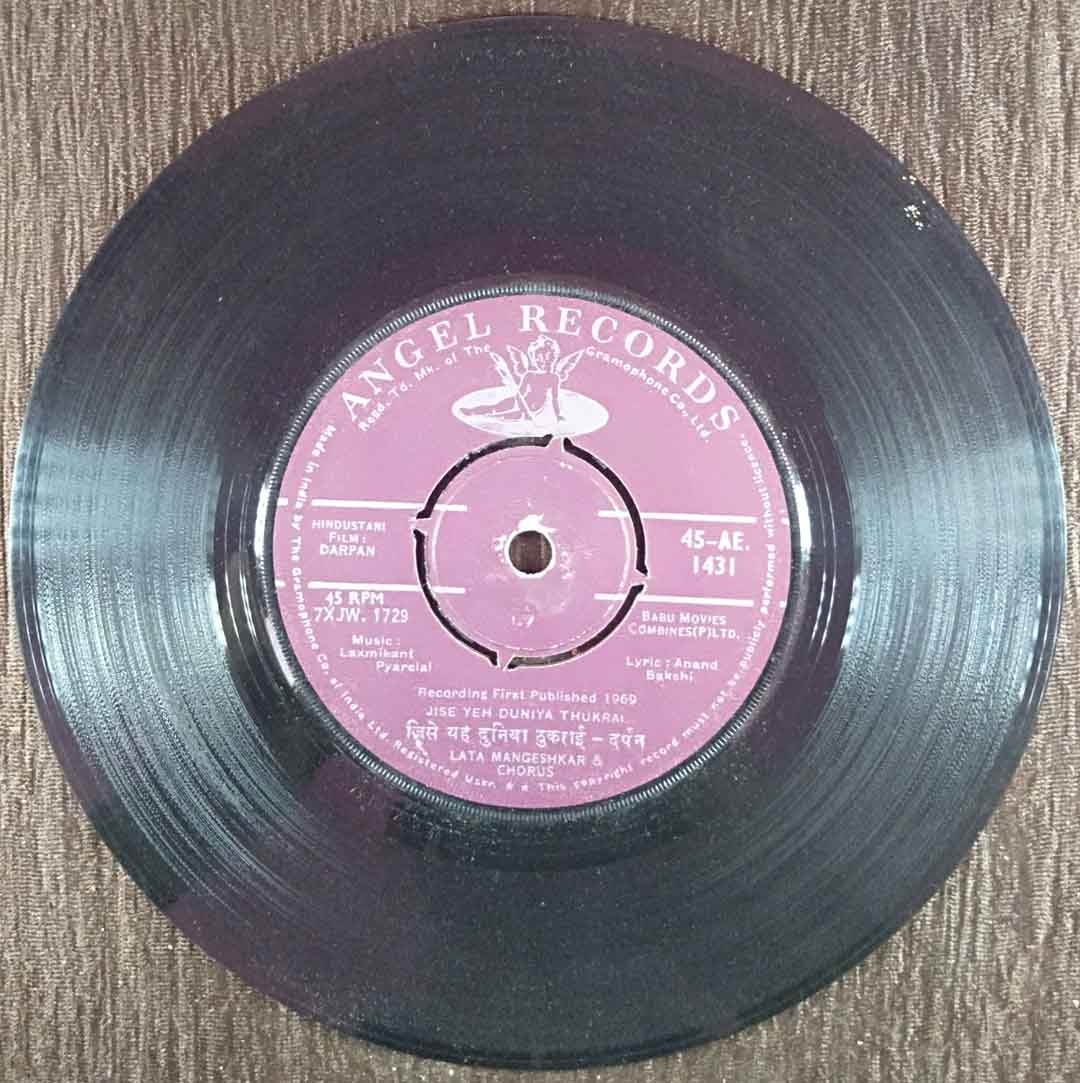 ANGEL RECORDS
Regd. Td. Mk. of The Gramophone Co., Ltd.
HINDUSTANI
FILM :
DARPAN
45-AE.
1431
45 RPM
7XJW. 1729
BABU MOVIES
COMBINES(P)LTD.
Music :
Laxmikant
Pyarelal
Lyric : Anand
Bakshi
Recording First Published 1969
JISE YEH DUNIYA THUKRAI...
जिसे यह दुनिया ठुकराई – दर्पन
LATA MANGESHKAR &
CHORUS
Made in India by The Gramophone Co. of India Ltd. Registered User. ★ ★ This copyright record must not be publicly performed without licence.